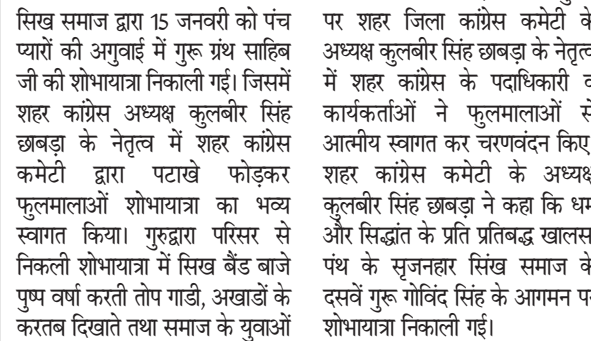 सिख समाज द्वारा 15 जनवरी को पंच
प्यारों की अगुवाई में गुरू ग्रंथ साहिब
जी की शोभायात्रा निकाली गई। जिसमें
शहर कांग्रेस अध्यक्ष कुलबीर सिंह
छाबड़ा के नेतृत्व में शहर कांग्रेस
कमेटी द्वारा पटाखे फोड़कर
फुलमालाओं शोभायात्रा का भव्य
स्वागत किया। गुरुद्वारा परिसर से
निकली शोभायात्रा में सिख बैंड बाजे
पुष्प वर्षा करती तोप गाडी, अखाडों के
करतब दिखाते तथा समाज के युवाओं
पर शहर जिला कांग्रेस कमेटी के
अध्यक्ष कुलबीर सिंह छाबड़ा के नेतृत्व
में शहर कांग्रेस के पदाधिकारी
कार्यकर्ताओं ने फुलमालाओं से
आत्मीय स्वागत कर चरणवंदन किए
शहर कांग्रेस कमेटी के अध्यक्ष
कुलबीर सिंह छाबड़ा ने कहा कि
और सिद्धांत के प्रति प्रतिबद्ध
पंथ के सृजनहार सिंख समाज के
दसवें गुरू गोविंद सिंह के आगमन
शोभायात्रा निकाली गई।